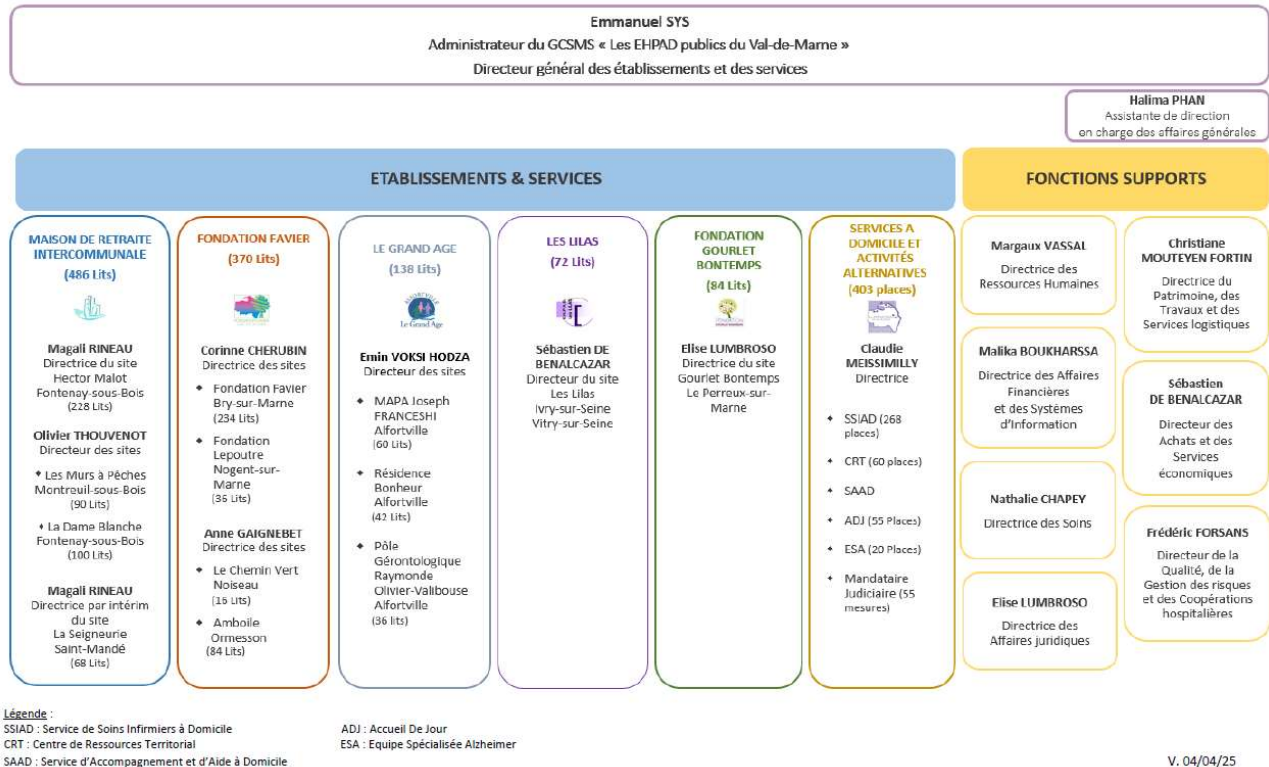 Emmanuel SYS
Administrateur du GCSMS « Les EHPAD publics du Val-de-Marne »
Directeur général des établissements et des services
Halima PHAN
Assistante de direction
en charge des affaires générales
ETABLISSEMENTS & SERVICES
FONCTIONS SUPPORTS
MAISON DE RETRAITE
INTERCOMMUNALE
(486 Lits)
Magali RINEAU
Directrice du site
Hector Malot
Fontenay-sous-Bois
(228 Lits)
Olivier THOUVENOT
Directeur des sites
◆ Les Murs à Pêches
Montreuil-sous-Bois
(90 Lits)
◆ La Dame Blanche
Fontenay-sous-Bois
(100 Lits)
Magali RINEAU
Directrice par intérim
du site
La Seigneurie
Saint-Mandé
(68 Lits)
FONDATION FAVIER
(370 Lits)
Corinne CHERUBIN
Directrice des sites
◆ Fondation Favier
Bry-sur-Marne
(234 Lits)
◆ Fondation
Lepoutre
Nogent-sur-
Marne
(36 Lits)
Anne GAIGNEBET
Directrice des sites
◆ Le Chemin Vert
Noiseau
(16 Lits)
◆ Amboile
Ormesson
(84 Lits)
LE GRAND AGE
(138 Lits)
Le Grand Age
Emin VOKSI HODZA
Directeur des sites
◆ MAPA Joseph
FRANCESHI
Alfortville
(60 Lits)
◆ Résidence
Bonheur
Alfortville
(42 Lits)
◆ Pôle
Gérontologique
Raymonde
Olivier-Valibouse
Alfortville
(36 lits)
LES LILAS
(72 Lits)
Sébastien DE
BENALCAZAR
Directeur du site
Les Lilas
Ivry-sur-Seine
Vitry-sur-Seine
FONDATION
GOURLET
BONTEMPS
(84 Lits)
Elise LUMBROSO
Directrice du site
Gourlet Bontemps
Le Perreux-sur-
Marne
SERVICES A
DOMICILE ET
ACTIVITÉS
ALTERNATIVES
(403 places)
Claudie
MEISSIMILLY
Directrice
◆ SSIAD (268
places)
◆ CRT (60 places)
◆ SAAD
◆ ADJ (55 Places)
◆ ESA (20 Places)
◆ Mandataire
Judiciaire (55
mesures)
Margaux VASSAL
Directrice des
Ressources Humaines
Malika BOUKHARSSA
Directrice des Affaires
Financières
et des Systèmes
d'Information
Nathalie CHAPEY
Directrice des Soins
Elise LUMBROSO
Directrice des
Affaires juridiques
Christiane
MOUTEYEN FORTIN
Directrice du
Patrimoine, des
Travaux et des
Services logistiques
Sébastien
DE BENALCAZAR
Directeur des
Achats et des
Services
économiques
Frédéric FORSANS
Directeur de la
Qualité, de la
Gestion des risques
et des Coopérations
hospitalières
Légende :
SSIAD : Service de Soins Infirmiers à Domicile
CRT : Centre de Ressources Territorial
SAAD : Service d'Accompagnement et d'Aide à Domicile
ADJ : Accueil De Jour
ESA : Equipe Spécialisée Alzheimer
V. 04/04/25